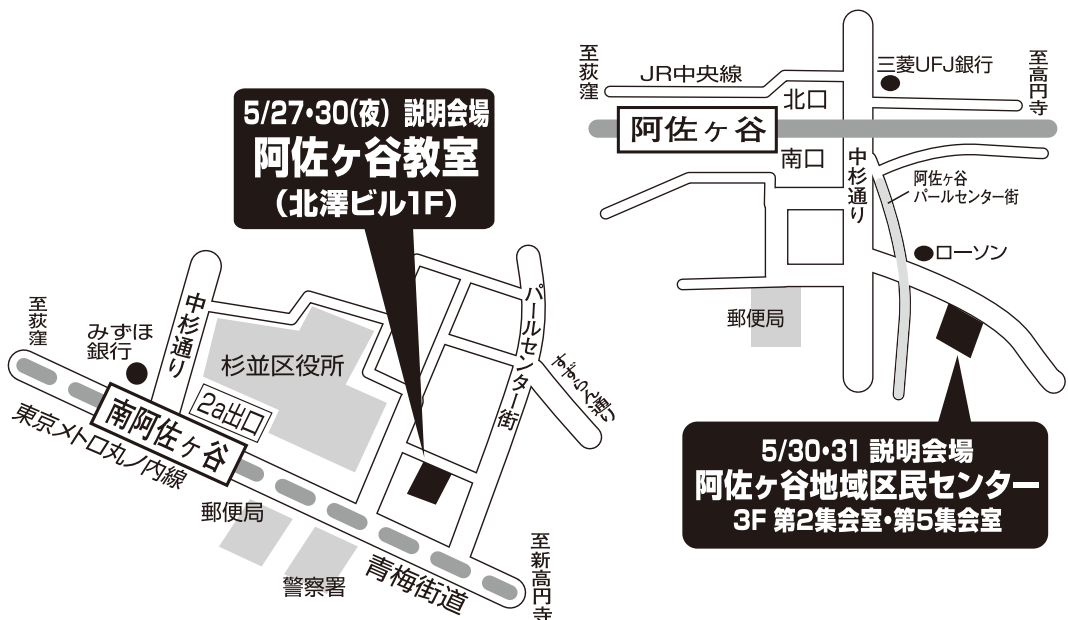 5/27・30(夜) 説明会場
阿佐ヶ谷教室
(北澤ビル1F)
至荻窪
みずほ
銀行
中杉通り
杉並区役所
2a出口
南阿佐ヶ谷
東京メトロ丸ノ内線
郵便局
警察署
青梅街道
至新高円寺
パールセンター街
すずらん通り
至荻窪
JR中央線
北口
阿佐ヶ谷
南口
中杉通り
三菱UFJ銀行
至高円寺
阿佐ヶ谷
パールセンター街
ローソン
郵便局
5/30・31 説明会場
阿佐ヶ谷地域区民センター
3F 第2集会室・第5集会室